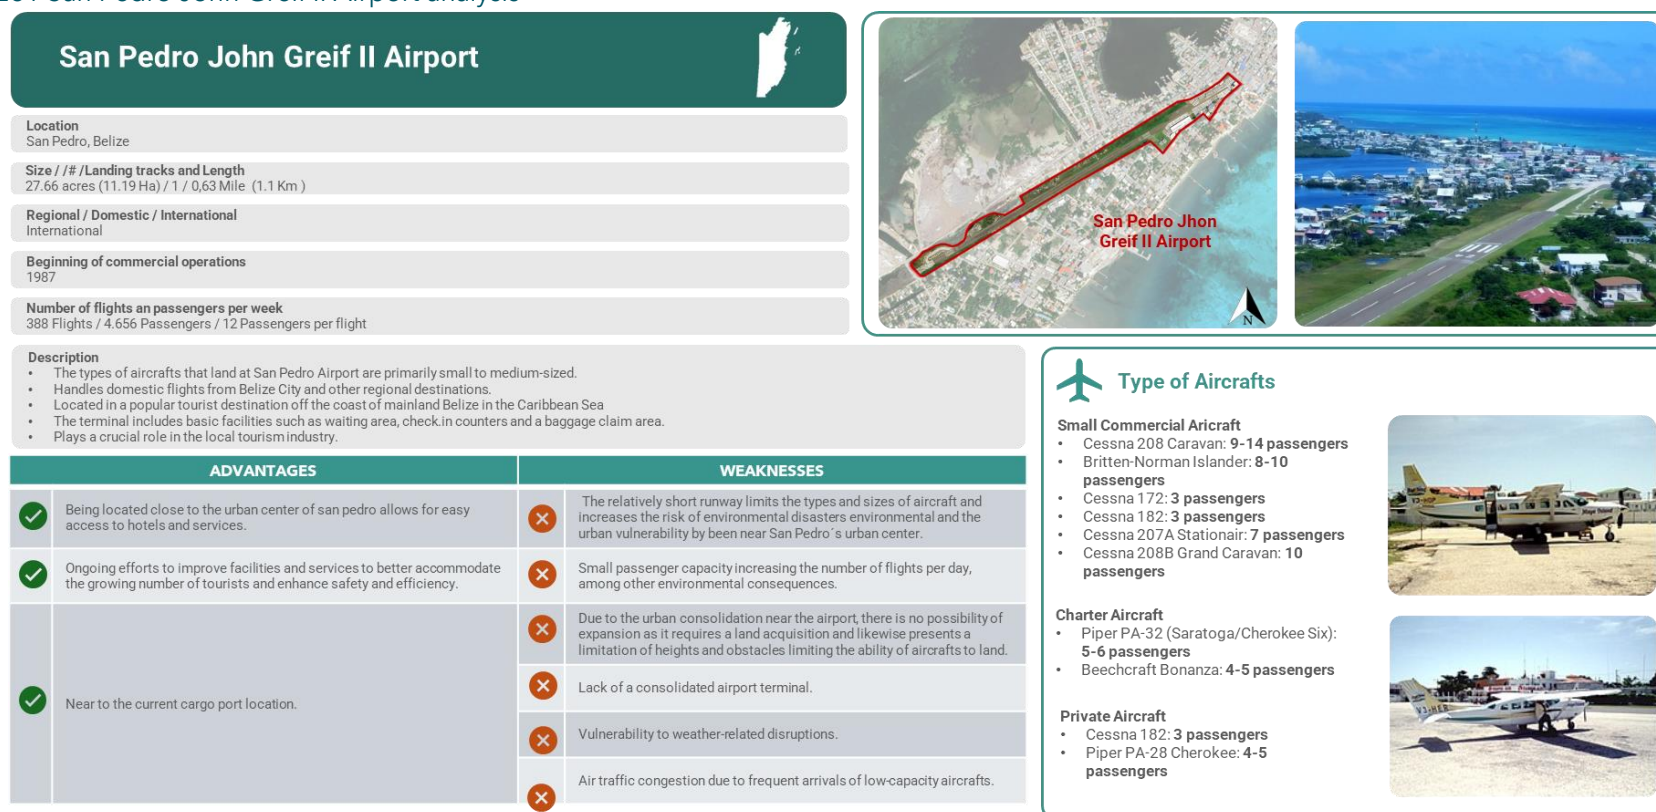 San Pedro John Greif II Airport analysis
San Pedro John Greif II Airport
Location
San Pedro, Belize
Size / /# /Landing tracks and Length
27.66 acres (11.19 Ha) / 1 / 0,63 Mile (1.1 Km )
Regional / Domestic / International
International
Beginning of commercial operations
1987
Number of flights an passengers per week
388 Flights / 4.656 Passengers / 12 Passengers per flight
San Pedro Jhon
Greif II Airport
N
Description
• The types of aircrafts that land at San Pedro Airport are primarily small to medium-sized.
• Handles domestic flights from Belize City and other regional destinations.
• Located in a popular tourist destination off the coast of mainland Belize in the Caribbean Sea
• The terminal includes basic facilities such as waiting area, check.in counters and a baggage claim area.
• Plays a crucial role in the local tourism industry.
ADVANTAGES
Being located close to the urban center of san pedro allows for easy
access to hotels and services.
Ongoing efforts to improve facilities and services to better accommodate
the growing number of tourists and enhance safety and efficiency.
Near to the current cargo port location.
WEAKNESSES
The relatively short runway limits the types and sizes of aircraft and
increases the risk of environmental disasters environmental and the
urban vulnerability by been near San Pedro´s urban center.
Small passenger capacity increasing the number of flights per day,
among other environmental consequences.
Due to the urban consolidation near the airport, there is no possibility of
expansion as it requires a land acquisition and likewise presents a
limitation of heights and obstacles limiting the ability of aircrafts to land.
Lack of a consolidated airport terminal.
Vulnerability to weather-related disruptions.
Air traffic congestion due to frequent arrivals of low-capacity aircrafts.
Type of Aircrafts
Small Commercial Aricraft
• Cessna 208 Caravan: 9-14 passengers
• Britten-Norman Islander: 8-10
passengers
• Cessna 172: 3 passengers
• Cessna 182: 3 passengers
• Cessna 207A Stationair: 7 passengers
• Cessna 208B Grand Caravan: 10
passengers
Charter Aircraft
• Piper PA-32 (Saratoga/Cherokee Six):
5-6 passengers
• Beechcraft Bonanza: 4-5 passengers
Private Aircraft
• Cessna 182: 3 passengers
• Piper PA-28 Cherokee: 4-5
passengers